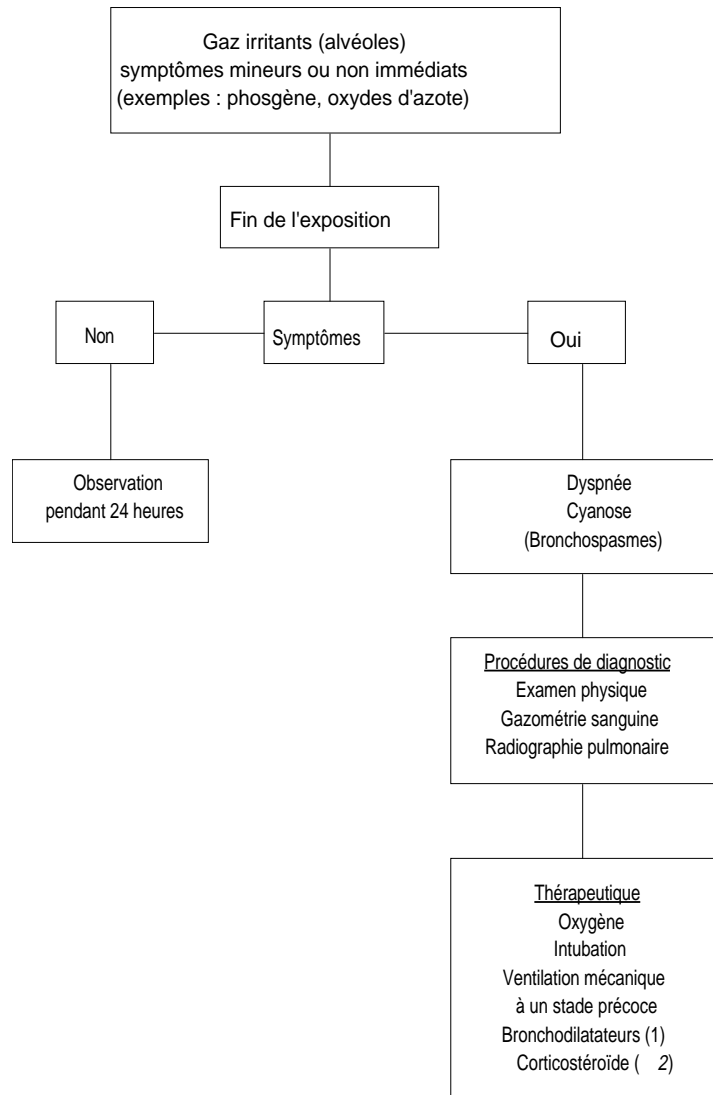 Gaz irritants (alvéoles)
symptômes mineurs ou non immédiats
(exemples : phosgène, oxydes d'azote)
Fin de l'exposition
Non
Symptômes
Oui
Observation
pendant 24 heures
Dyspnée
Cyanose
(Bronchospasmes)
Procédures de diagnostic
Examen physique
Gazométrie sanguine
Radiographie pulmonaire
Thérapeutique
Oxygène
Intubation
Ventilation mécanique
à un stade précoce
Bronchodilatateurs (1)
Corticostéroïde ( 2)